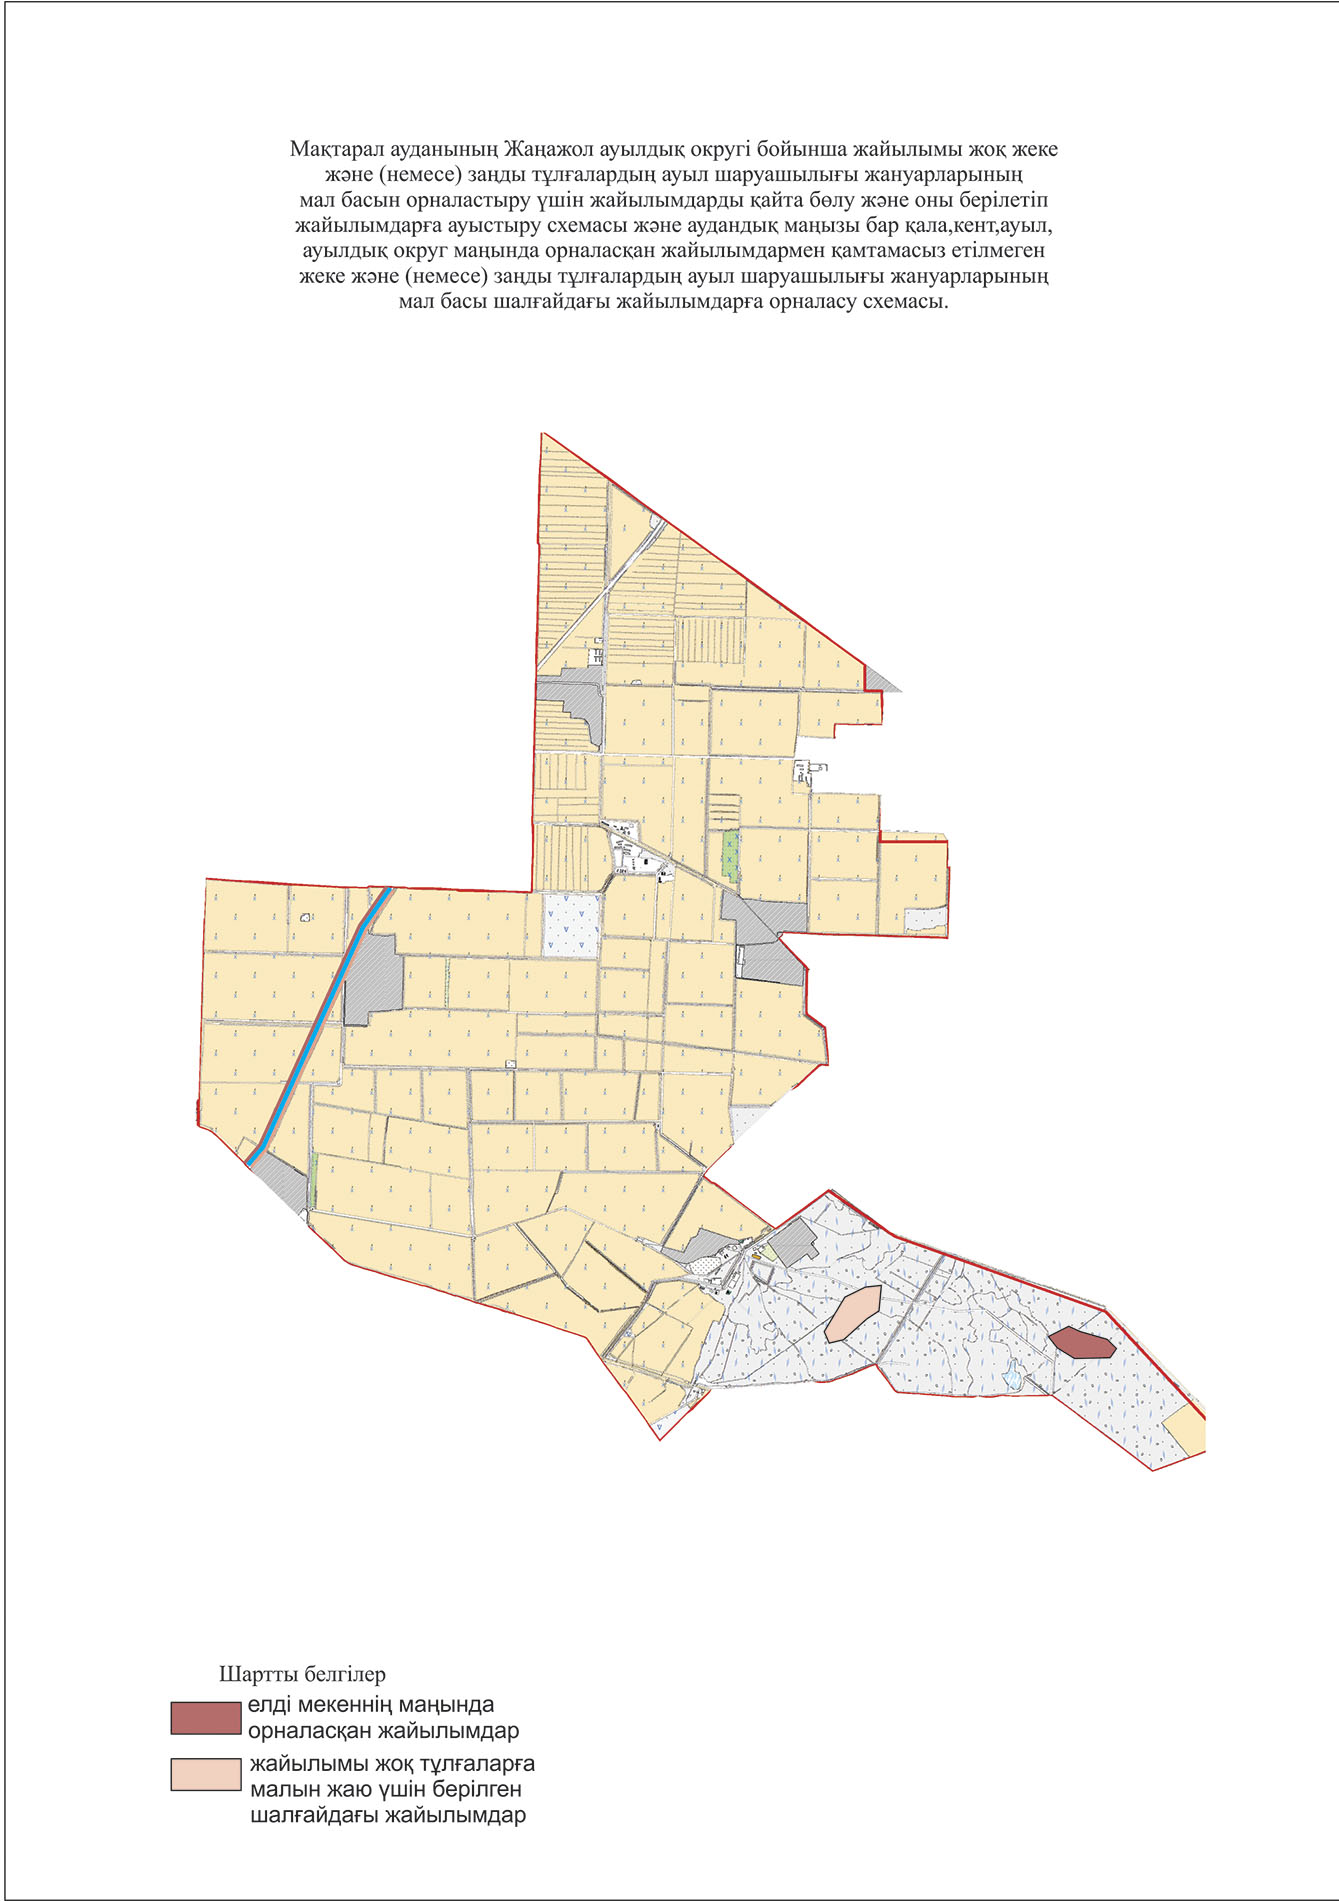 Мақтарал ауданының Жаңажол ауылдық округі бойынша жайылымы жоқ жеке
және (немесе) заңды тұлғалардың ауыл шаруашылығы жануарларының
мал басын орналастыру үшін жайылымдарды қайта бөлу және оны берілетіп
жайылымдарға ауыстыру схемасы және аудандық маңызы бар қала,кент,ауыл,
ауылдық округ маңында орналасқан жайылымдармен қамтамасыз етілмеген
жеке және (немесе) заңды тұлғалардың ауыл шаруашылығы жануарларының
мал басы шалғайдағы жайылымдарға орналасу схемасы.
Шартты белгілер
елді мекеннің маңында
орналасқан жайылымдар
жайылымы жоқ тұлғаларға
малын жаю үшін берілген
шалғайдағы жайылымдар